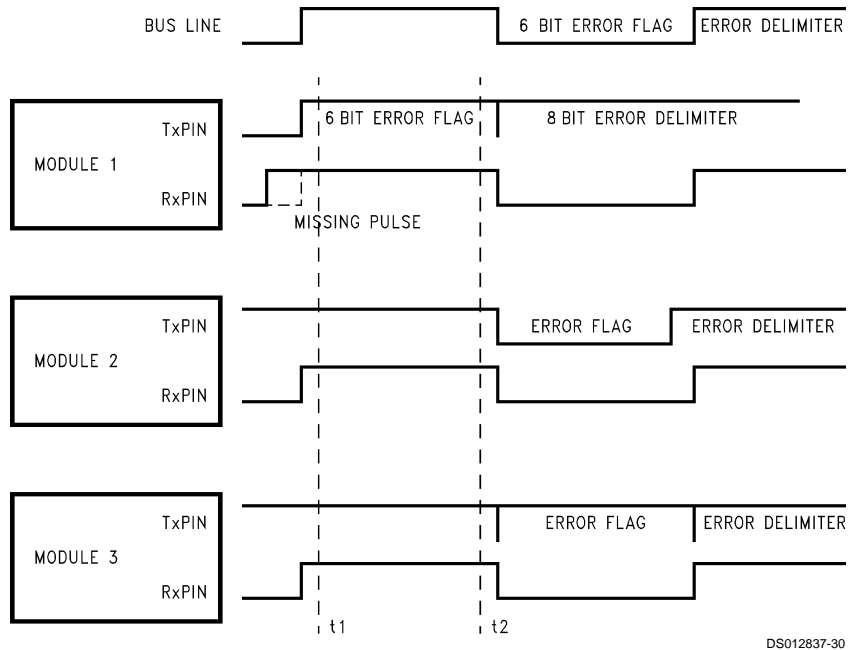 BUS LINE
6 BIT ERROR FLAG
ERROR DELIMITER
MODULE 1
TxPIN
6 BIT ERROR FLAG
8 BIT ERROR DELIMITER
RxPIN
MISSING PULSE
MODULE 2
TxPIN
ERROR FLAG
ERROR DELIMITER
RxPIN
MODULE 3
TxPIN
ERROR FLAG
ERROR DELIMITER
RxPIN
t1
t2
DS012837-30